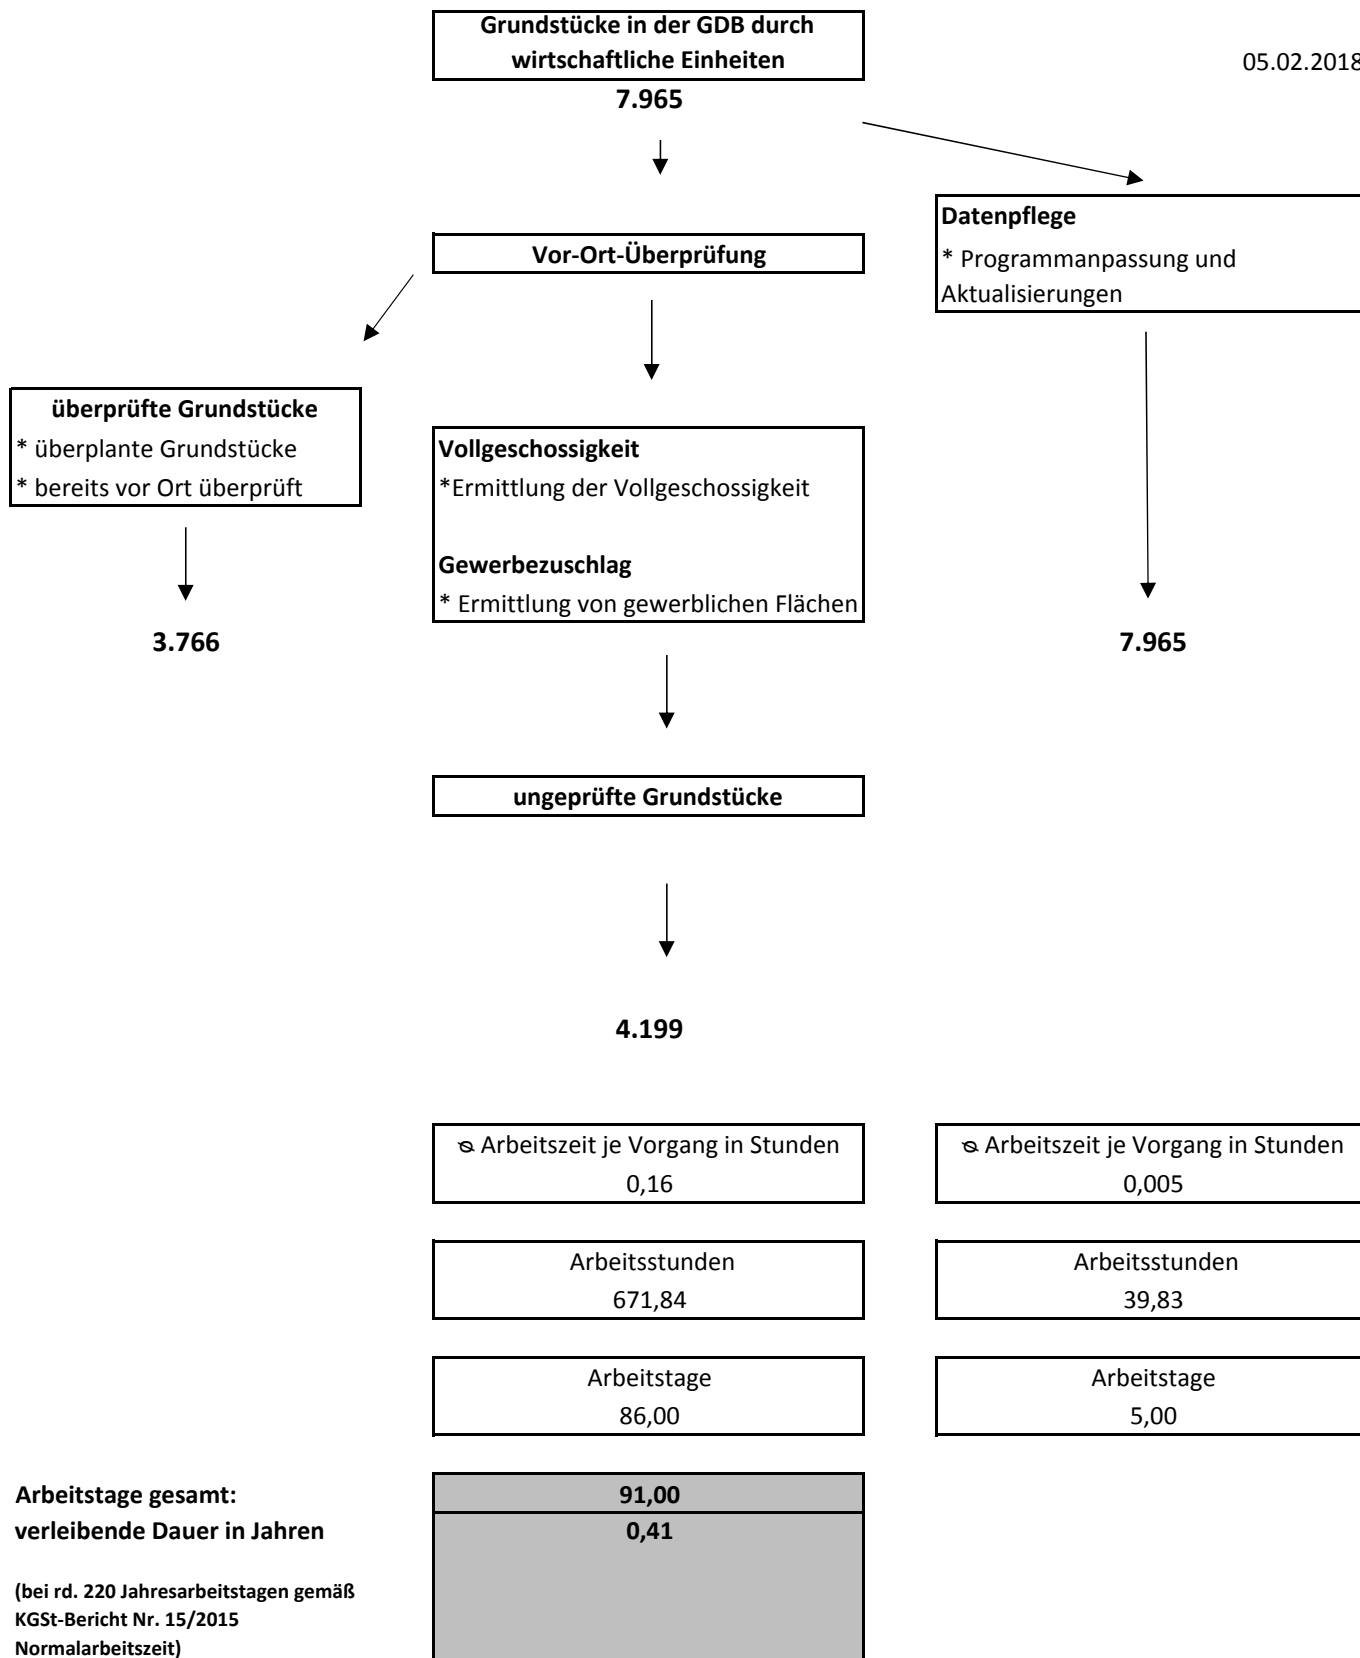 Grundstücke in der GDB durch
wirtschaftliche Einheiten
05.02.2018
7.965
Datenpflege
* Programmanpassung und
Aktualisierungen
Vor-Ort-Überprüfung
überprüfte Grundstücke
* überplante Grundstücke
* bereits vor Ort überprüft
Vollgeschossigkeit
*Ermittlung der Vollgeschossigkeit
Gewerbezuschlag
* Ermittlung von gewerblichen Flächen
3.766
7.965
ungeprüfte Grundstücke
4.199
ᴓ Arbeitszeit je Vorgang in Stunden
0,16
ᴓ Arbeitszeit je Vorgang in Stunden
0,005
Arbeitsstunden
671,84
Arbeitsstunden
39,83
Arbeitstage
86,00
Arbeitstage
5,00
Arbeitstage gesamt:
91,00
verleibende Dauer in Jahren
0,41
(bei rd. 220 Jahresarbeitstagen gemäß
KGSt-Bericht Nr. 15/2015
Normalarbeitszeit)